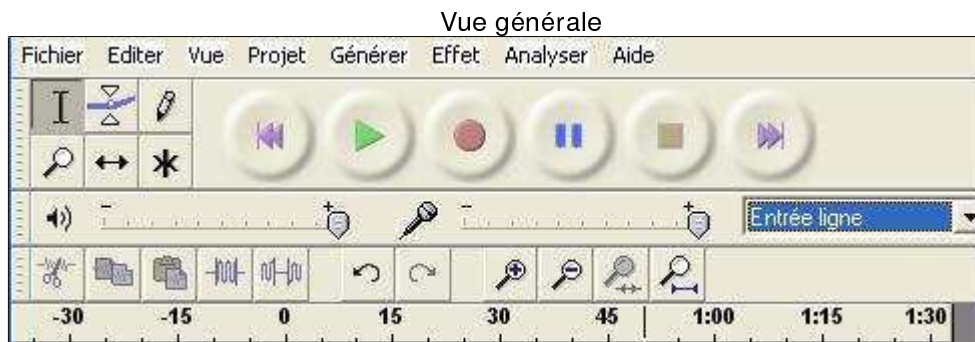 Vue générale
Fichier Editer Vue Projet Générer Effet Analyser Aide
- + - + Entrée ligne
-30 -15 0 15 30 45 1:00 1:15 1:30